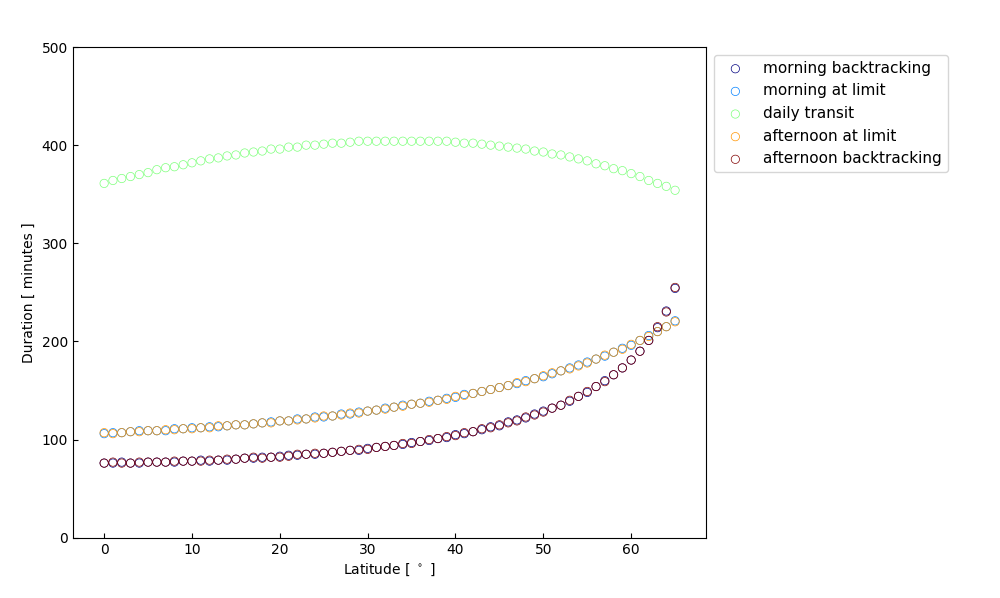 500
400
300
200
100
0
Duration [ minutes ]
0 10 20 30 40 50 60
Latitude [ ° ]
morning backtracking
morning at limit
daily transit
afternoon at limit
afternoon backtracking